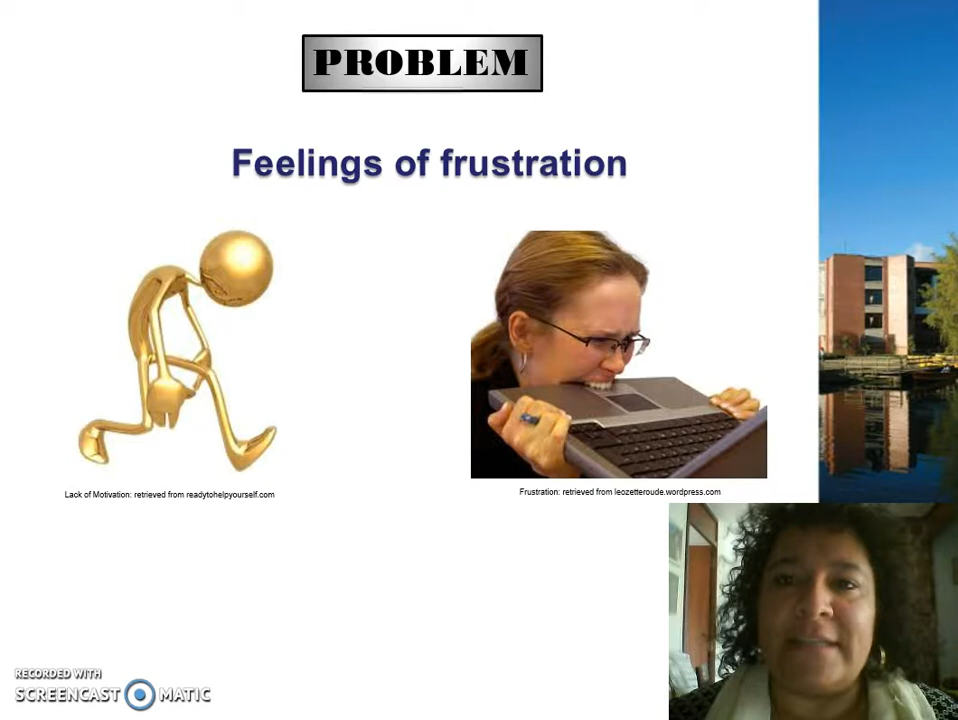 PROBLEM
Feelings of frustration
Lack of Motivation: retrieved from readytohelpyourself.com
Frustration: retrieved from leozetteroude.wordpress.com
RECORDED WITH
SCREENCAST MATIC